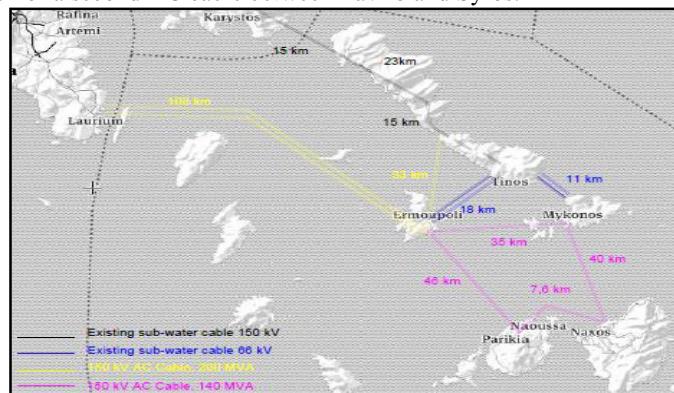 Rafina
Artemi
Karystos
15 km
23km
108 km
Laurium
15 km
33 km
Tinos
11 km
Ermoapoli
18 km
Mykonos
35 km
46 km
40 km
7,6 km
Naoussa
Naxos
Parikia
Existing sub-water cable 150 kV
Existing sub-water cable 66 kV
150 kV AC Cable, 200 MVA
150 kV AC Cable, 140 MVA